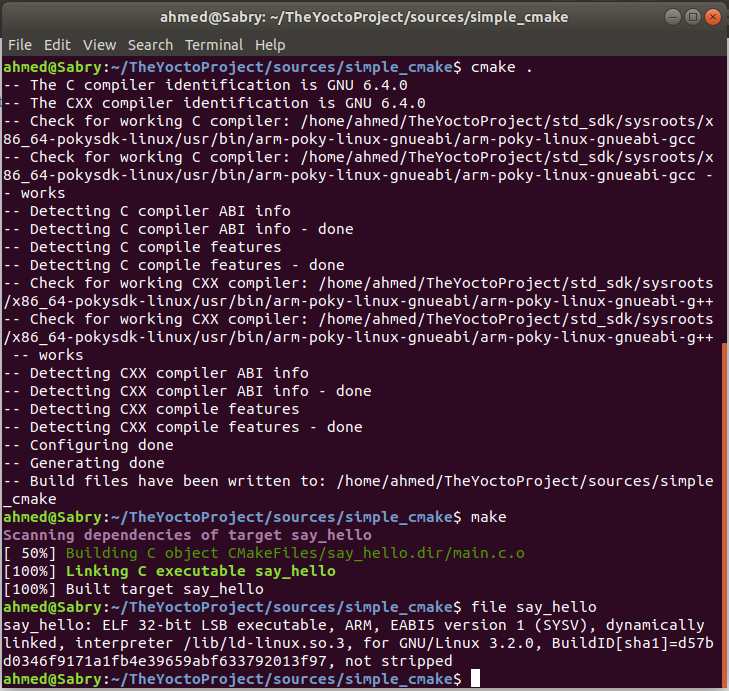 ahmed@Sabry: ~/TheYoctoProject/sources/simple_cmake
File Edit View Search Terminal Help
ahmed@Sabry:~/TheYoctoProject/sources/simple_cmake$ cmake .
-- The C compiler identification is GNU 6.4.0
-- The CXX compiler identification is GNU 6.4.0
-- Check for working C compiler: /home/ahmed/TheYoctoProject/std_sdk/sysroots/x
86_64-pokysdk-linux/usr/bin/arm-poky-linux-gnueabi/arm-poky-linux-gnueabi-gcc
-- Check for working C compiler: /home/ahmed/TheYoctoProject/std_sdk/sysroots/x
86_64-pokysdk-linux/usr/bin/arm-poky-linux-gnueabi/arm-poky-linux-gnueabi-gcc -
- works
-- Detecting C compiler ABI info
-- Detecting C compiler ABI info - done
-- Detecting C compile features
-- Detecting C compile features - done
-- Check for working CXX compiler: /home/ahmed/TheYoctoProject/std_sdk/sysroots
/x86_64-pokysdk-linux/usr/bin/arm-poky-linux-gnueabi/arm-poky-linux-gnueabi-g++
-- Check for working CXX compiler: /home/ahmed/TheYoctoProject/std_sdk/sysroots
/x86_64-pokysdk-linux/usr/bin/arm-poky-linux-gnueabi/arm-poky-linux-gnueabi-g++
 -- works
-- Detecting CXX compiler ABI info
-- Detecting CXX compiler ABI info - done
-- Detecting CXX compile features
-- Detecting CXX compile features - done
-- Configuring done
-- Generating done
-- Build files have been written to: /home/ahmed/TheYoctoProject/sources/simple
_cmake
ahmed@Sabry:~/TheYoctoProject/sources/simple_cmake$ make
Scanning dependencies of target say_hello
[ 50%] Building C object CMakeFiles/say_hello.dir/main.c.o
[100%] Linking C executable say_hello
[100%] Built target say_hello
ahmed@Sabry:~/TheYoctoProject/sources/simple_cmake$ file say_hello
say_hello: ELF 32-bit LSB executable, ARM, EABI5 version 1 (SYSV), dynamically
linked, interpreter /lib/ld-linux.so.3, for GNU/Linux 3.2.0, BuildID[sha1]=d57b
d0346f9171a1fb4e39659abf633792013f97, not stripped
ahmed@Sabry:~/TheYoctoProject/sources/simple_cmake$